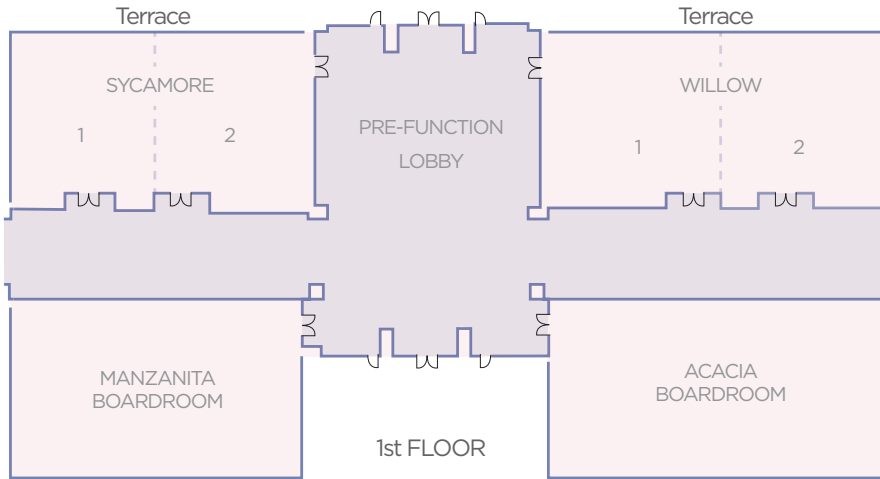 Terrace
Terrace
SYCAMORE
1
2
PRE-FUNCTION
LOBBY
WILLOW
1
2
MANZANITA
BOARDROOM
ACACIA
BOARDROOM
1st FLOOR